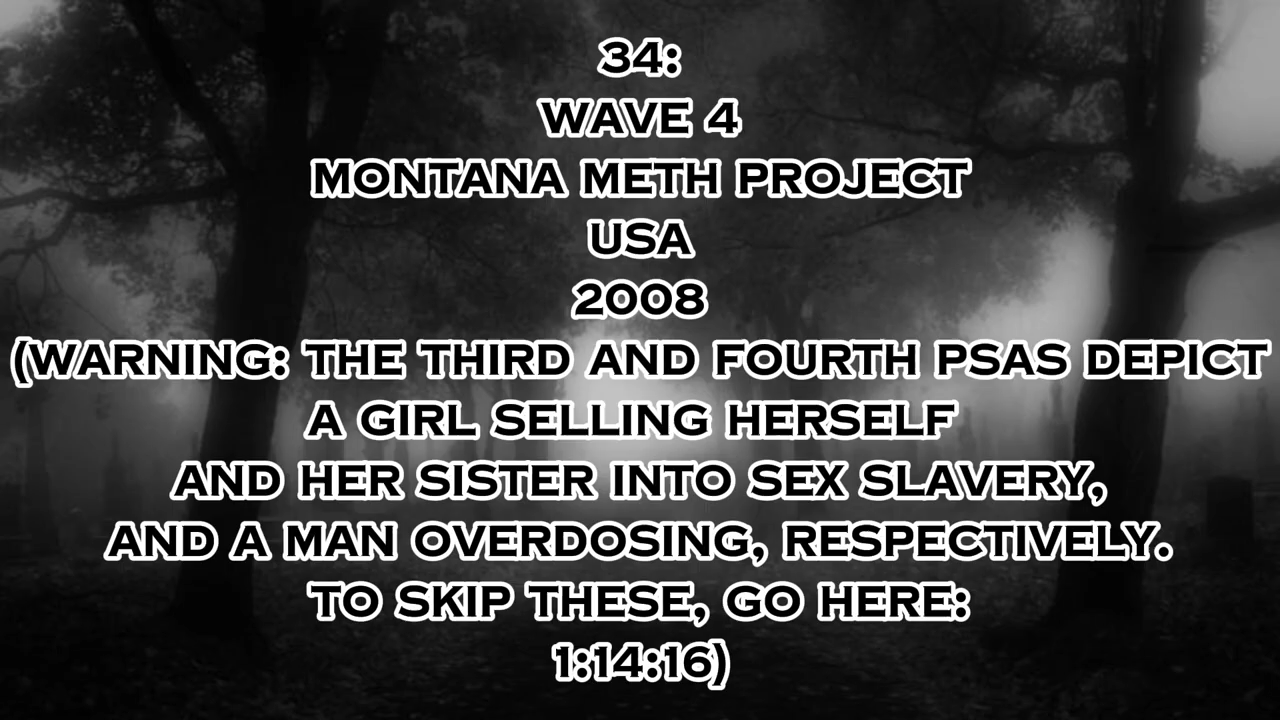 34:
WAVE 4
MONTANA METH PROJECT
USA
2008
(WARNING: THE THIRD AND FOURTH PSAS DEPICT
A GIRL SELLING HERSELF
AND HER SISTER INTO SEX SLAVERY,
AND A MAN OVERDOSING, RESPECTIVELY.
TO SKIP THESE, GO HERE:
1:14:16)